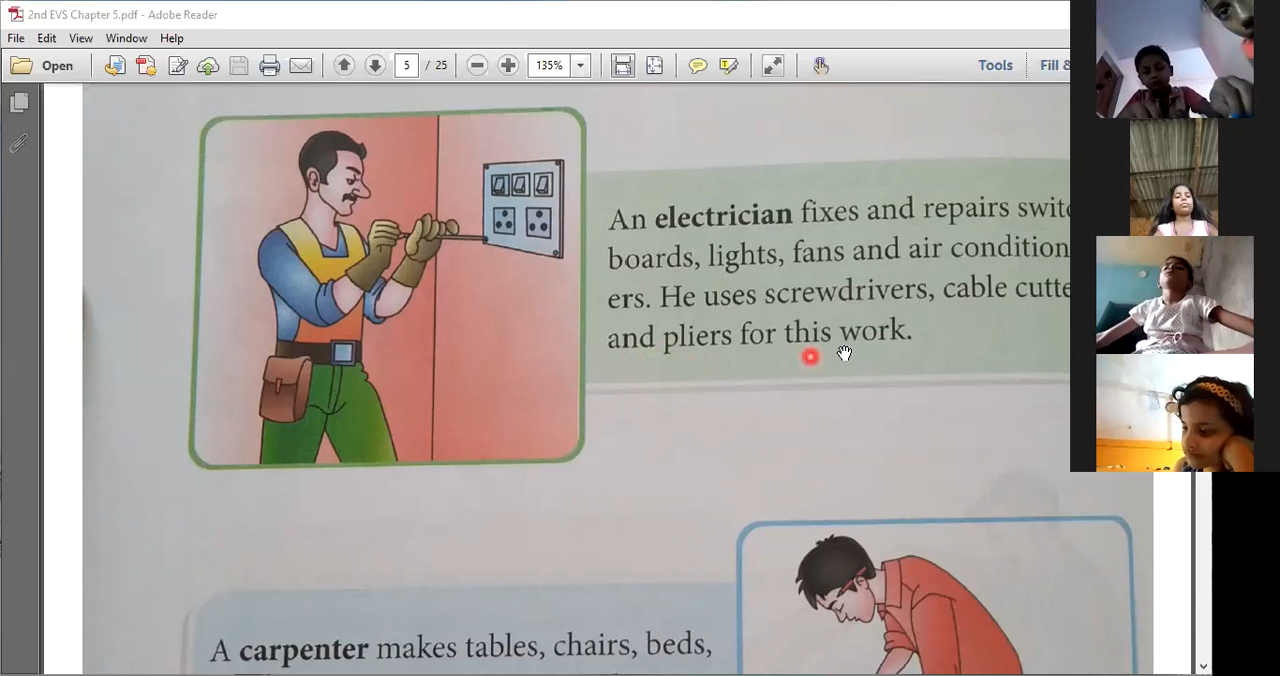 2nd EVS Chapter 5.pdf - Adobe Reader
File Edit View Window Help
Open 5 / 25 135% Tools Fill &
An electrician fixes and repairs
boards, lights, fans and air condition
ers. He uses screwdrivers, cable
and pliers for this work.
A carpenter makes tables, chairs, beds,